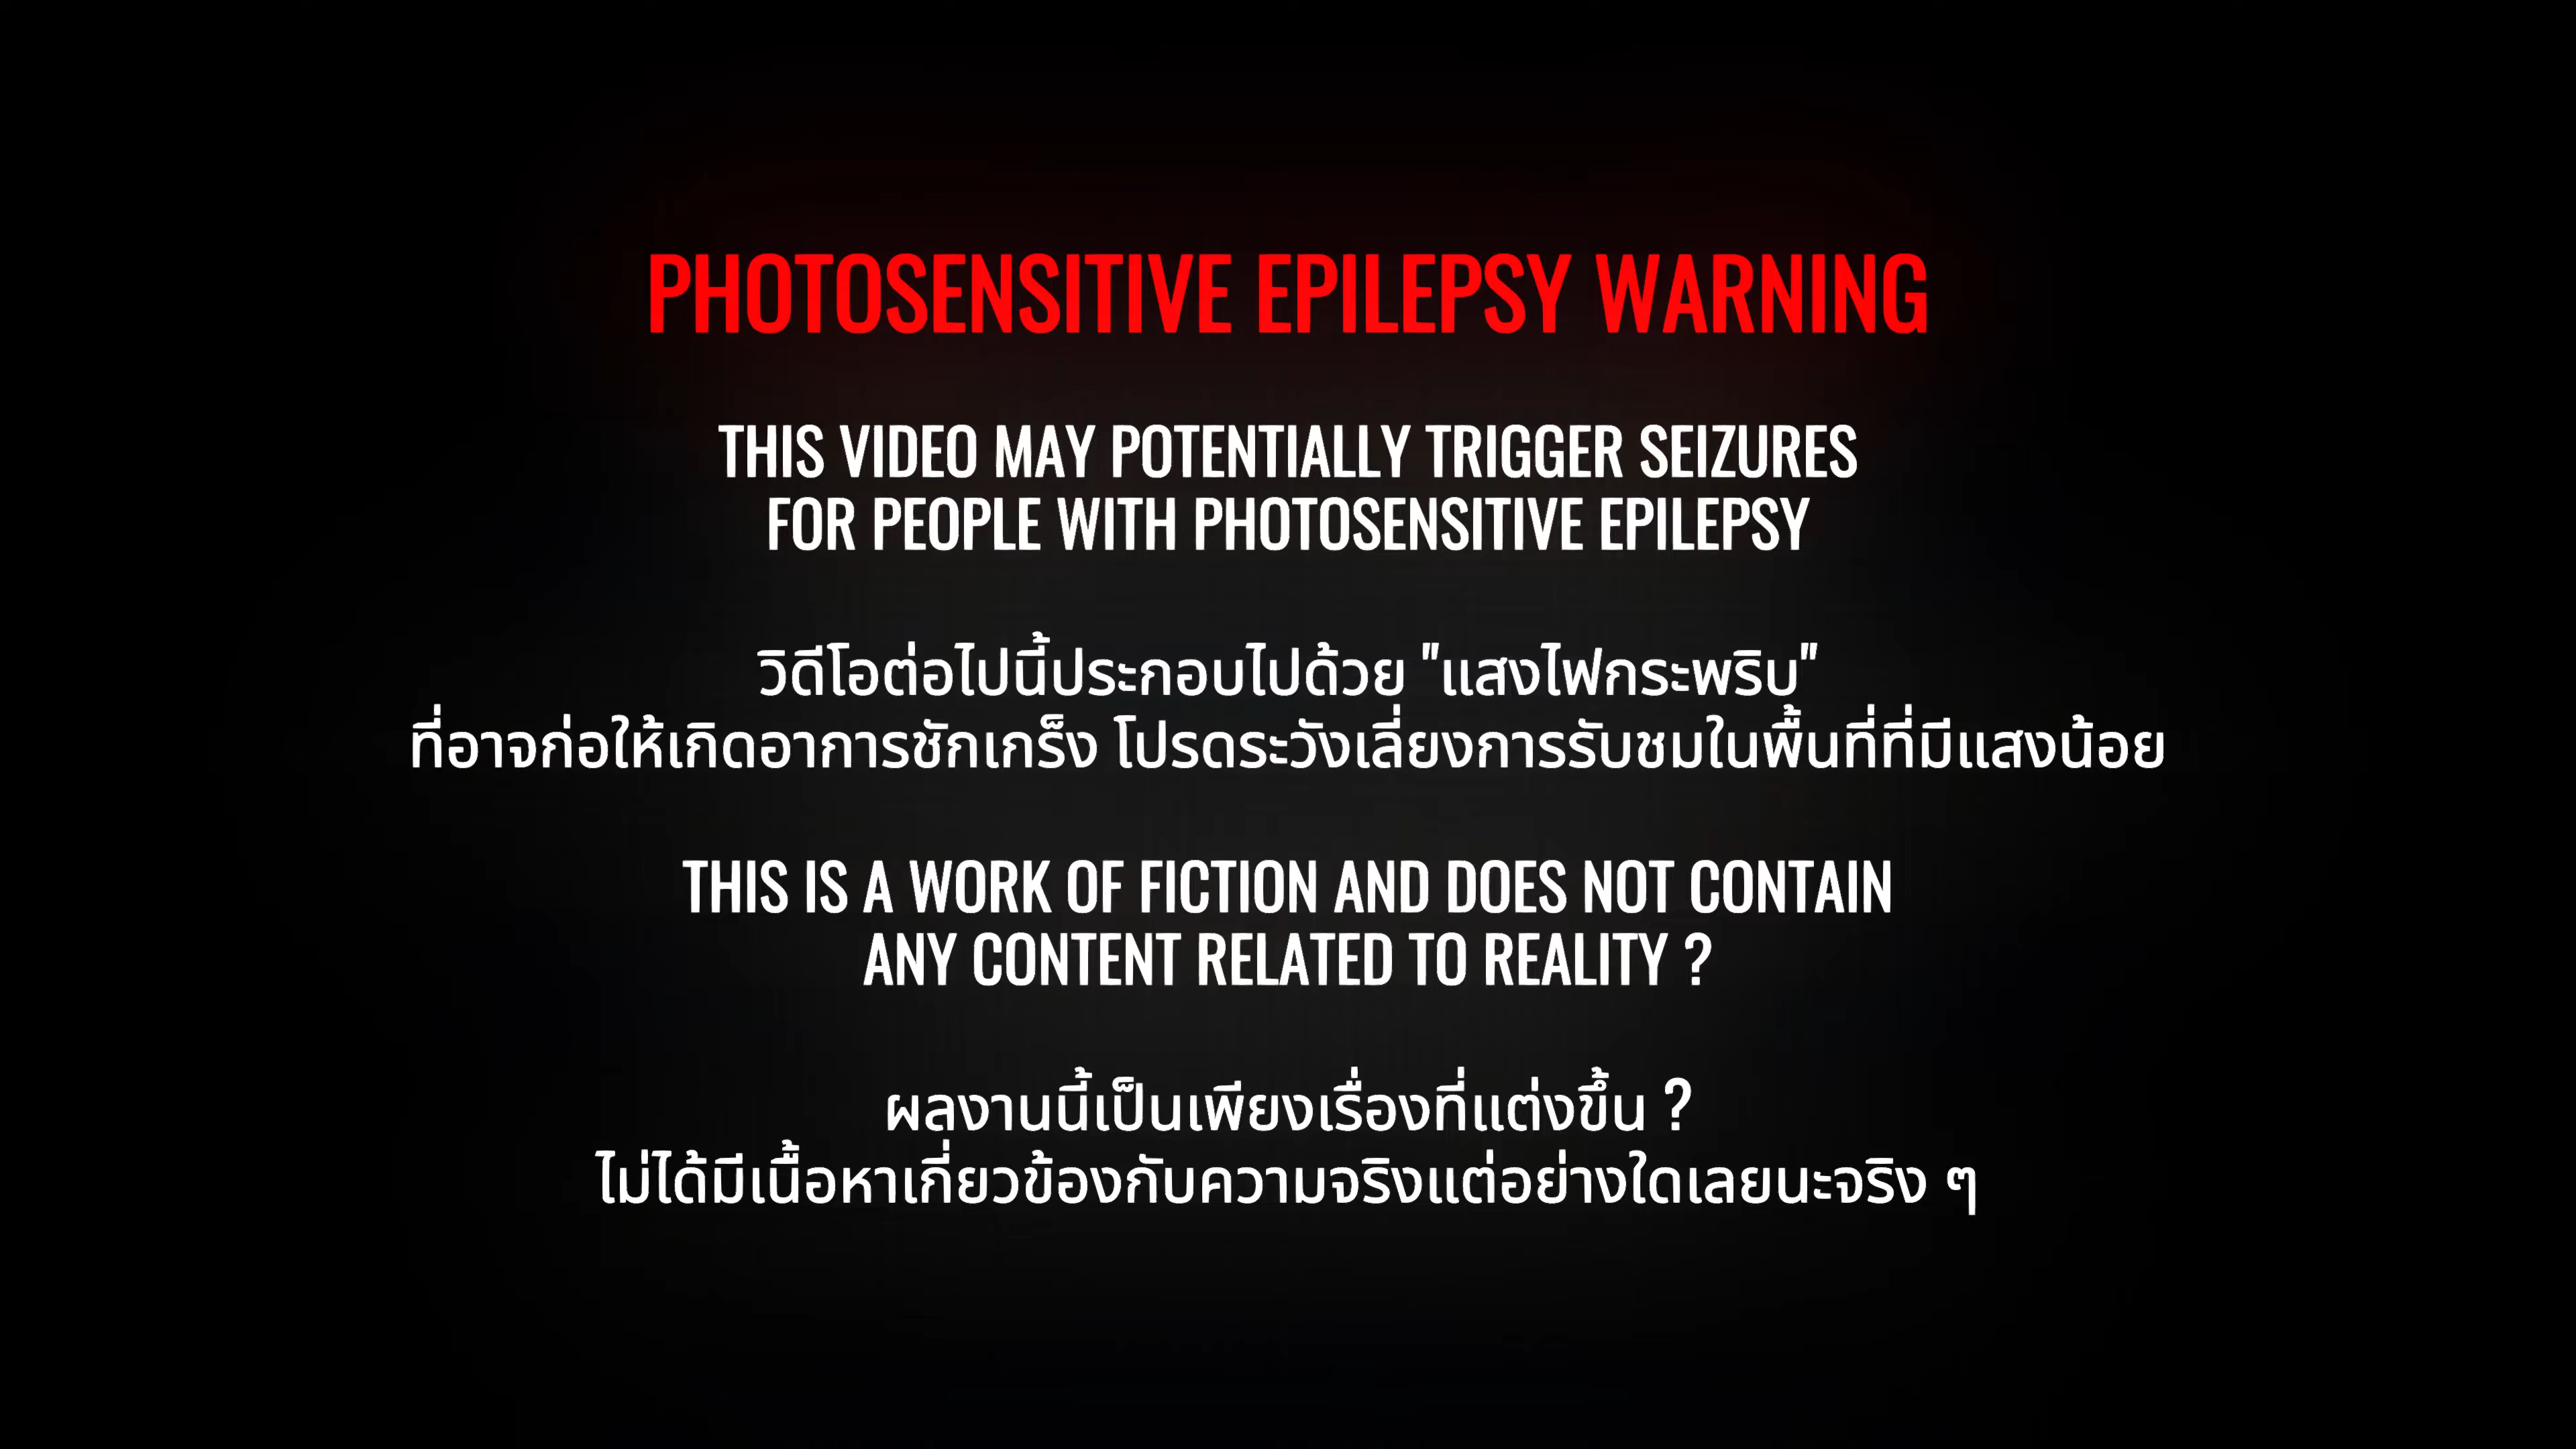 PHOTOSENSITIVE EPILEPSY WARNING
THIS VIDEO MAY POTENTIALLY TRIGGER SEIZURES
FOR PEOPLE WITH PHOTOSENSITIVE EPILEPSY
วิดีโอต่อไปนี้ประกอบไปด้วย "แสงไฟกระพริบ"
ที่อาจก่อให้เกิดอาการชักเกร็ง โปรดระวังเลี่ยงการรับชมในพื้นที่ที่มีแสงน้อย
THIS IS A WORK OF FICTION AND DOES NOT CONTAIN
ANY CONTENT RELATED TO REALITY ?
ผลงานนี้เป็นเพียงเรื่องที่แต่งขึ้น ?
ไม่ได้มีเนื้อหาเกี่ยวข้องกับความจริงแต่อย่างใดเลยนะจริง ๆ